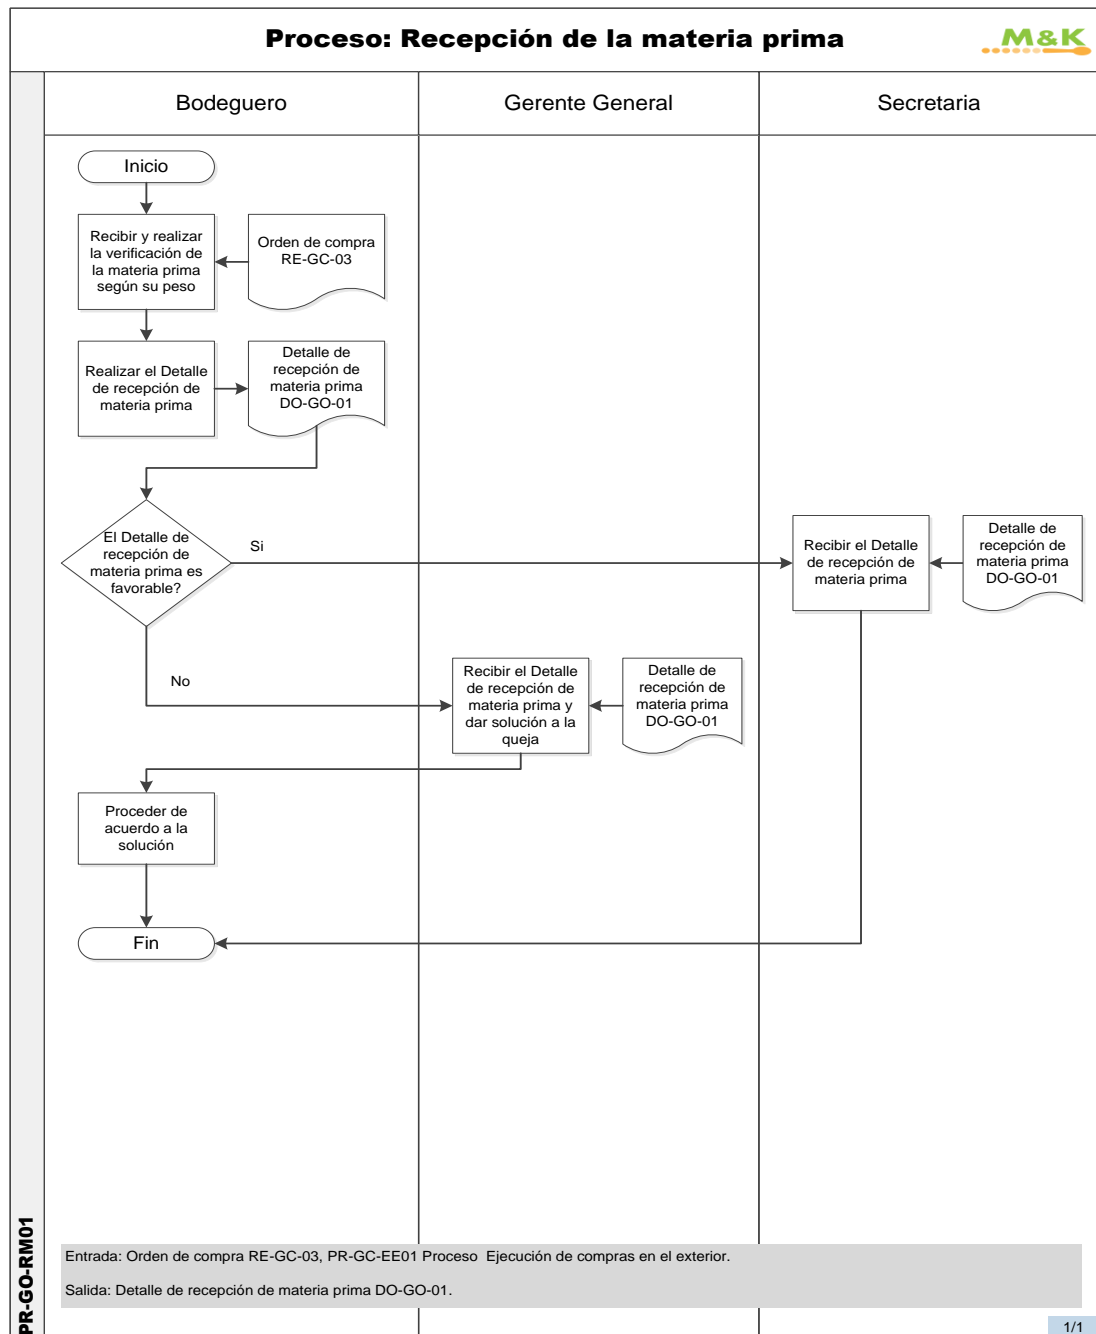 Proceso: Recepción de la materia prima
M&K
Bodeguero
Gerente General
Secretaria
Inicio
Recibir y realizar
la verificación de
la materia prima
según su peso
Orden de compra
RE-GC-03
Realizar el Detalle
de recepción de
materia prima
Detalle de
recepción de
materia prima
DO-GO-01
El Detalle de
recepción de
materia prima es
favorable?
Si
Recibir el Detalle
de recepción de
materia prima
Detalle de
recepción de
materia prima
DO-GO-01
No
Recibir el Detalle
de recepción de
materia prima y
dar solución a la
queja
Detalle de
recepción de
materia prima
DO-GO-01
Proceder de
acuerdo a la
solución
Fin
PR-GO-RM01
Entrada: Orden de compra RE-GC-03, PR-GC-EE01 Proceso  Ejecución de compras en el exterior.
Salida: Detalle de recepción de materia prima DO-GO-01.
1/1